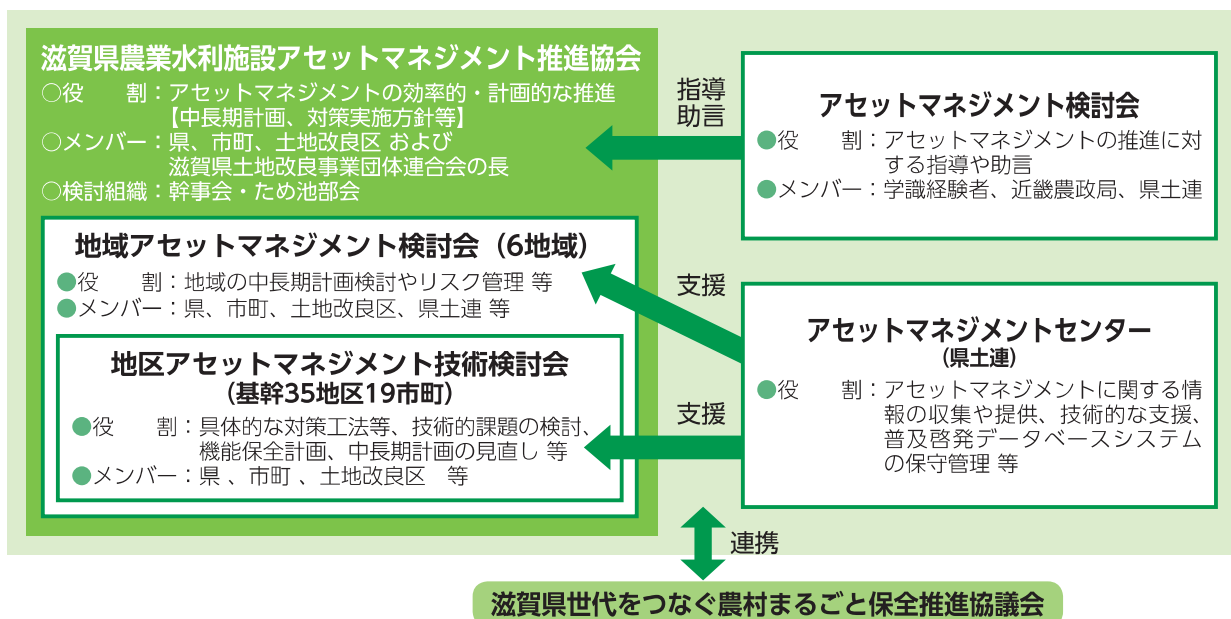 滋賀県農業水利施設アセットマネジメント推進協会
○役　　割：アセットマネジメントの効率的・計画的な推進
【中長期計画、対策実施方針等】
○メンバー：県、市町、土地改良区 および
滋賀県土地改良事業団体連合会の長
○検討組織：幹事会・ため池部会
地域アセットマネジメント検討会（6地域）
●役　　割：地域の中長期計画検討やリスク管理 等
●メンバー：県、市町、土地改良区、県土連 等
地区アセットマネジメント技術検討会
（基幹35地区19市町）
●役　　割：具体的な対策工法等、技術的課題の検討、
機能保全計画、中長期計画の見直し 等
●メンバー：県 、市町 、土地改良区　等
指導
助言
アセットマネジメント検討会
●役　　割：アセットマネジメントの推進に対
する指導や助言
●メンバー：学識経験者、近畿農政局、県土連
支援
支援
アセットマネジメントセンター
（県土連）
●役　　割：アセットマネジメントに関する情
報の収集や提供、技術的な支援、
普及啓発データベースシステム
の保守管理 等
連携
滋賀県世代をつなぐ農村まるごと保全推進協議会